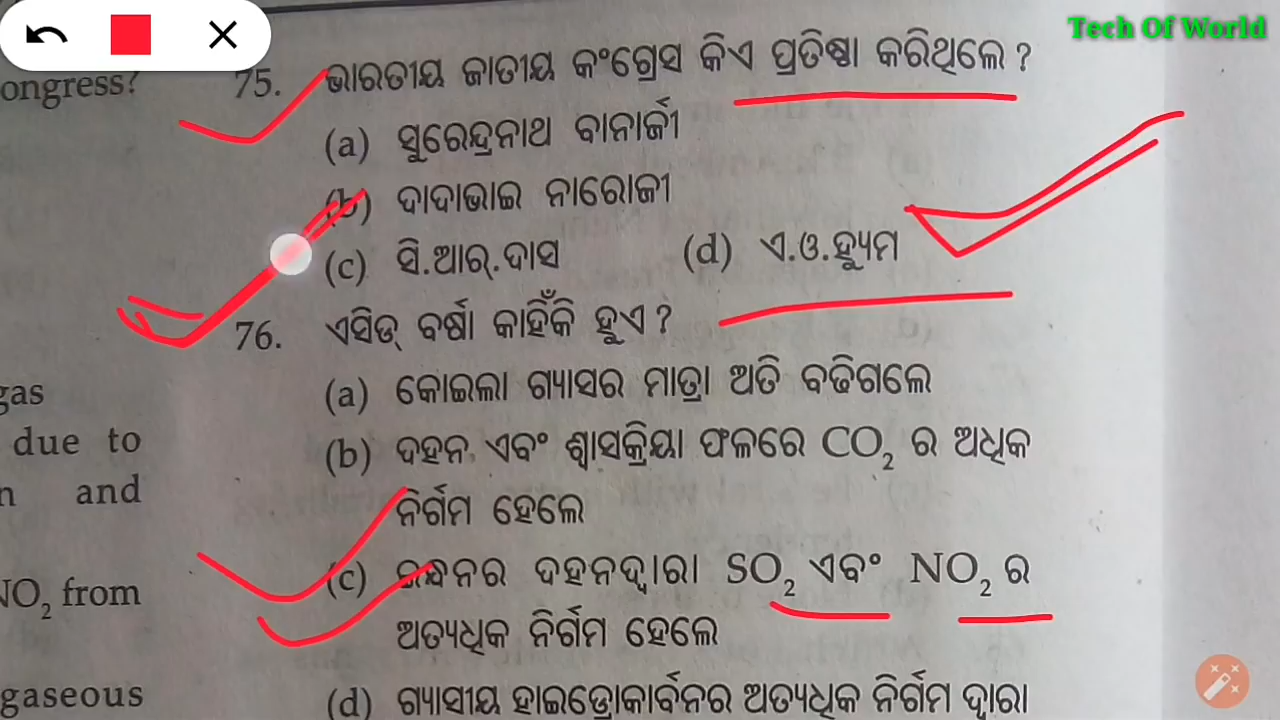 Tech Of World
ongress?
75. ଭାରତୀୟ ଜାତୀୟ କଂଗ୍ରେସ କିଏ ପ୍ରତିଷ୍ଠା କରିଥିଲେ ?
(a) ସୁରେନ୍ଦ୍ରନାଥ ବାନାର୍ଜୀ
(b) ଦାଦାଭାଇ ନାରୋଜୀ
(c) ସି.ଆର୍.ଦାସ (d) ଏ.ଓ.ହ୍ୟୁମ
76. ଏସିଡ୍ ବର୍ଷା କାହିଁକି ହୁଏ ?
gas
(a) କୋଇଲା ଗ୍ୟାସର ମାତ୍ରା ଅତି ବଢିଗଲେ
due to
(b) ଦହନ ଏବଂ ଶ୍ୱାସକ୍ରିୟା ଫଳରେ CO₂ ର ଅଧିକ
n and
ନିର୍ଗମ ହେଲେ
(c) ଇନ୍ଧନର ଦହନଦ୍ୱାରା SO₂ ଏବଂ NO₂ ର
NO₂ from
ଅତ୍ୟଧିକ ନିର୍ଗମ ହେଲେ
gaseous
(d) ଗ୍ୟାସୀୟ ହାଇଡ୍ରୋକାର୍ବନର ଅତ୍ୟଧିକ ନିର୍ଗମ ଦ୍ୱାରା